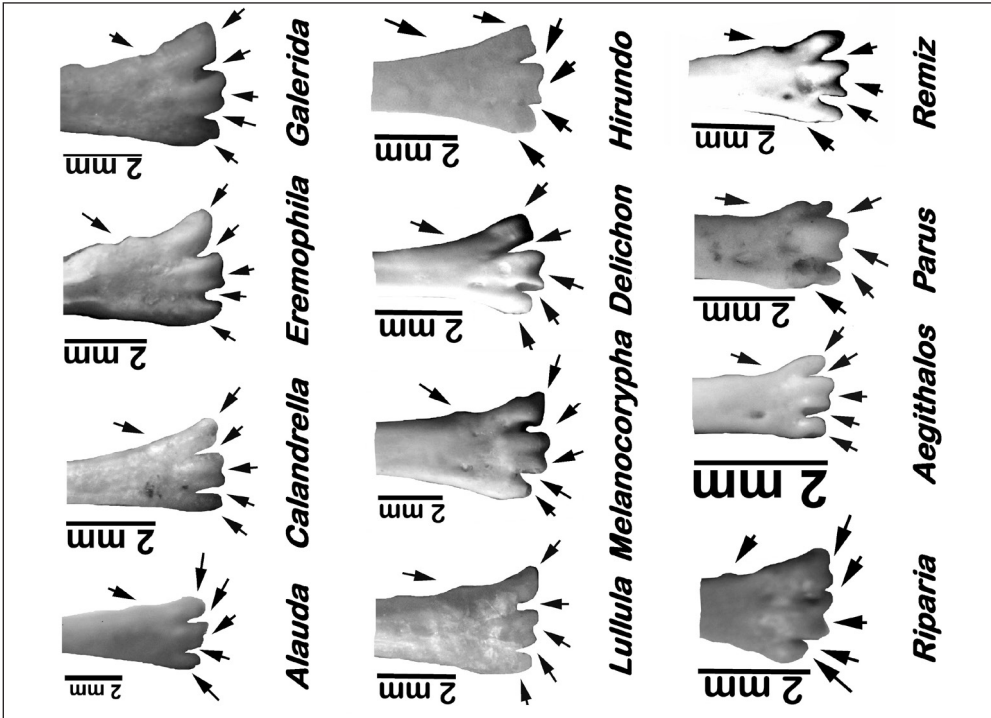 2 mm
2 mm
2 mm
2 mm
Alauda Calandrella Eremophila Galerida
2 mm
2 mm
2 mm
2 mm
Lullula Melanocorypha Delichon Hirundo
2 mm
2 mm
2 mm
2 mm
Riparia Aegithalos Parus Remiz